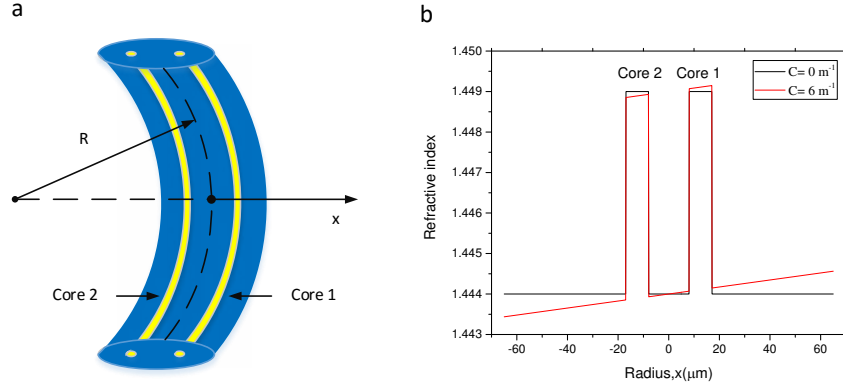 a
R
x
Core 2
Core 1
b
1.450
1.449
1.448
1.447
1.446
1.445
1.444
1.443
Refractive index
Core 2
Core 1
C= 0 m⁻¹
C= 6 m⁻¹
-60
-40
-20
0
20
40
60
Radius,x(μm)